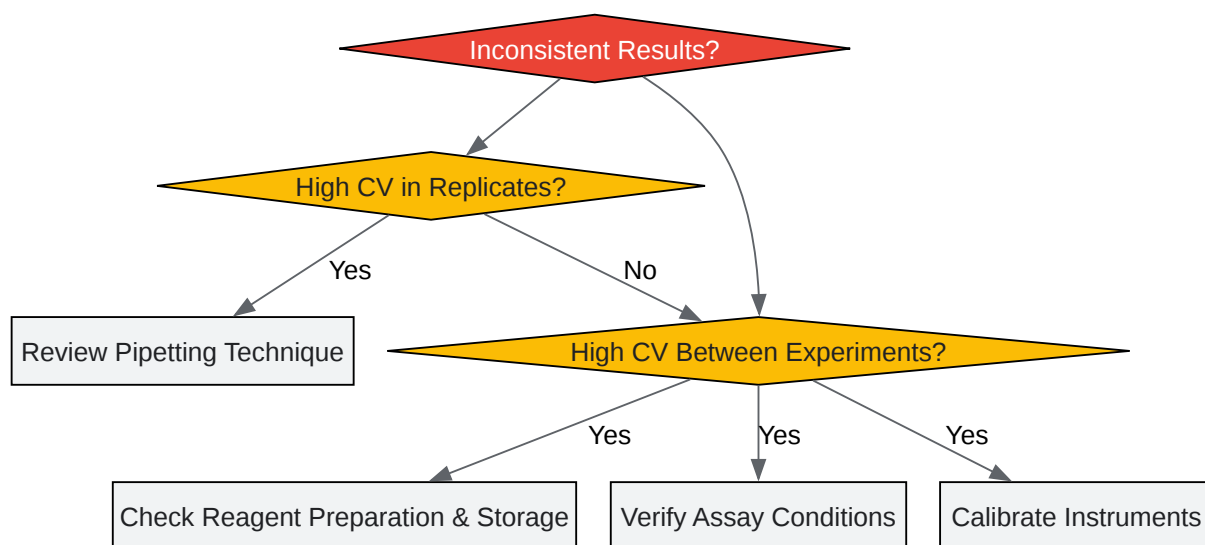 Inconsistent Results?
High CV in Replicates?
Yes
No
Review Pipetting Technique
High CV Between Experiments?
Yes
Yes
Yes
Check Reagent Preparation & Storage
Verify Assay Conditions
Calibrate Instruments